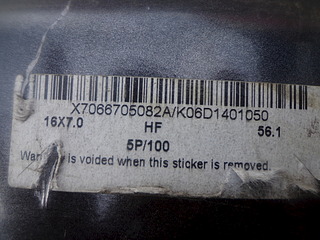 X7066705082A/K06D1401050
16X7.0 HF 56.1
5P/100
is voided when this sticker is removed.